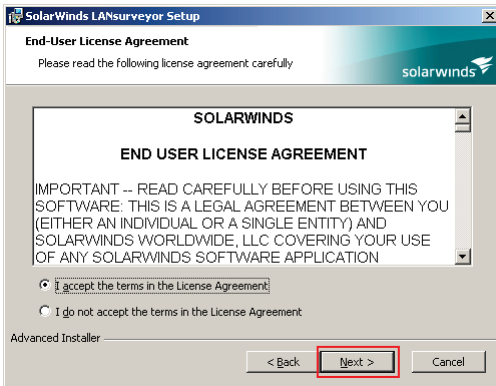 SolarWinds LANsurveyor Setup
End-User License Agreement
Please read the following license agreement carefully
solarwinds
SOLARWINDS
END USER LICENSE AGREEMENT
IMPORTANT -- READ CAREFULLY BEFORE USING THIS
SOFTWARE: THIS IS A LEGAL AGREEMENT BETWEEN YOU
(EITHER AN INDIVIDUAL OR A SINGLE ENTITY) AND
SOLARWINDS WORLDWIDE, LLC COVERING YOUR USE
OF ANY SOLARWINDS SOFTWARE APPLICATION
I accept the terms in the License Agreement
I do not accept the terms in the License Agreement
Advanced Installer
< Back Next > Cancel